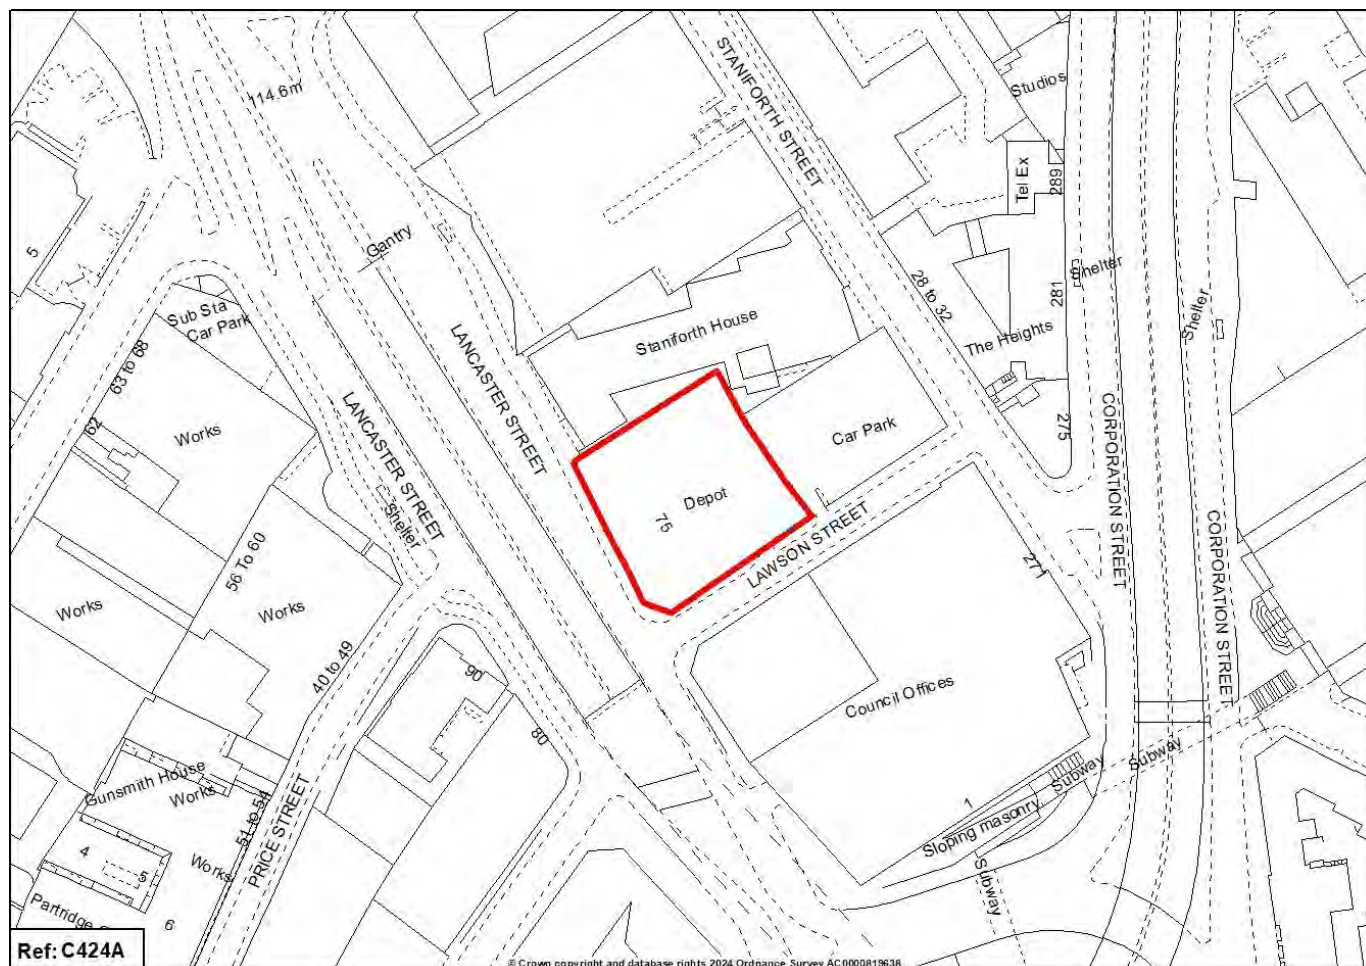 STANIFORTH STREET
Studios
114.6m
Tel Ex
289
5
Gantry
Shelter
28 to 32
281
Shelter
Sub Sta
Car Park
Staniforth House
The Heights
LANCASTER STREET
63 to 68
LANCASTER STREET
62
Works
Car Park
275
CORPORATION STREET
Depot
75
Shelter
56 To 60
LAWSON STREET
CORPORATION STREET
271
Works
Works
40 to 49
90
Council Offices
80
Subway
Subway
Gunsmith House
Works
51 to 54
PRICE STREET
1
Sloping masonry
4
5
Works
Subway
6
Ref: C424A
© Crown copyright and database rights 2024 Ordnance Survey AC0000819638